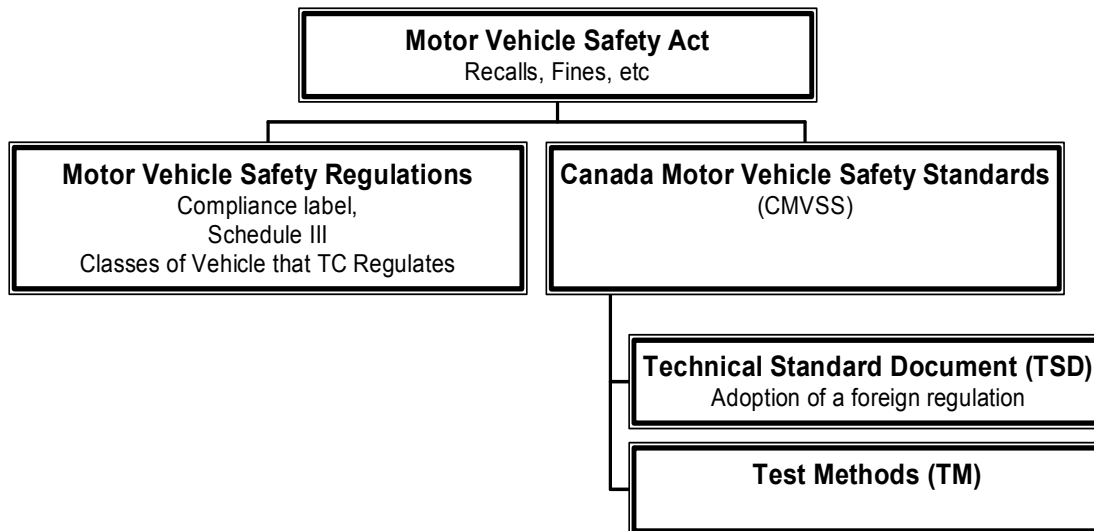 Motor Vehicle Safety Act
Recalls, Fines, etc
Motor Vehicle Safety Regulations
Compliance label,
Schedule III
Classes of Vehicle that TC Regulates
Canada Motor Vehicle Safety Standards
(CMVSS)
Technical Standard Document (TSD)
Adoption of a foreign regulation
Test Methods (TM)